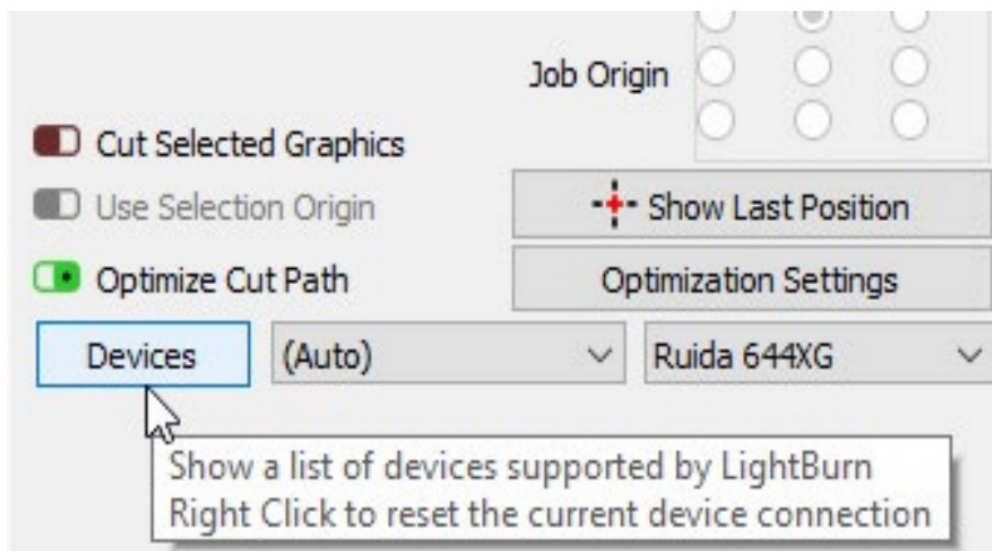 Job Origin
Cut Selected Graphics
Use Selection Origin
Show Last Position
Optimize Cut Path
Optimization Settings
Devices
(Auto)
Ruida 644XG
Show a list of devices supported by LightBurn
Right Click to reset the current device connection